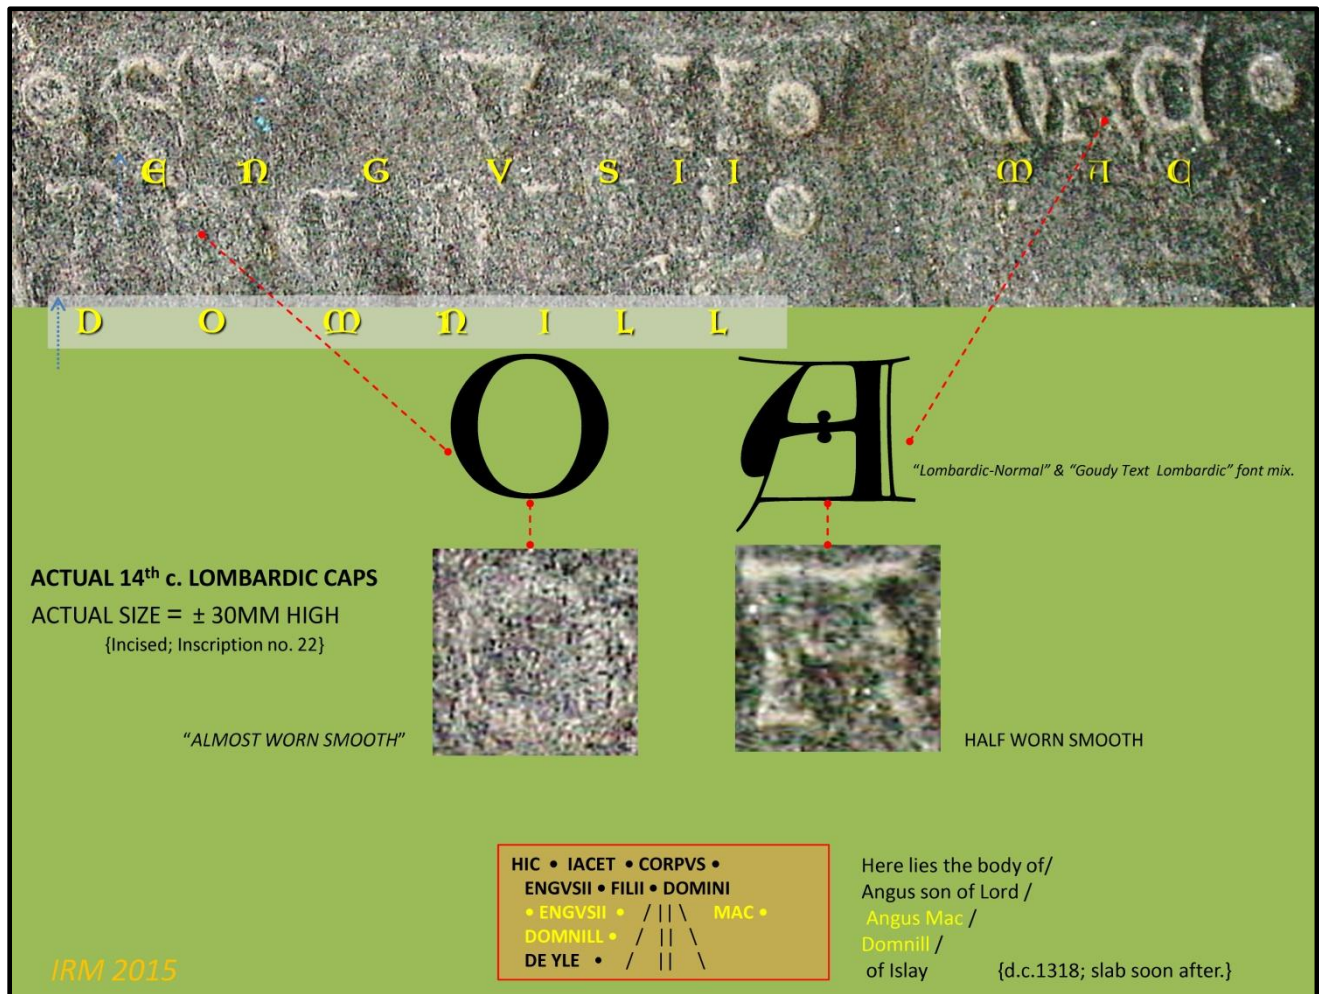 E N G V S I I M A C
D O M N I L L
O A
"Lombardic-Normal" & "Goudy Text Lombardic" font mix.
ACTUAL 14th c. LOMBARDIC CAPS
ACTUAL SIZE = ± 30MM HIGH
{Incised; Inscription no. 22}
"ALMOST WORN SMOOTH"
HALF WORN SMOOTH
HIC • IACET • CORPVS •
ENGVSII • FILII • DOMINI
• ENGVSII • / || \ MAC •
DOMNILL • / || \
DE YLE • / || \
Here lies the body of/
Angus son of Lord /
Angus Mac /
Domnill /
of Islay {d.c.1318; slab soon after.}
IRM 2015